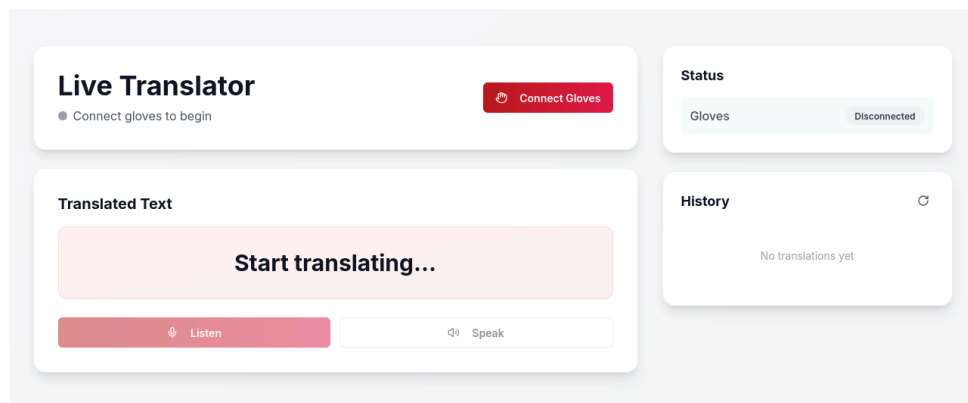 Live Translator
Connect gloves to begin
Connect Gloves
Translated Text
Start translating...
Listen
Speak
Status
Gloves
Disconnected
History
No translations yet